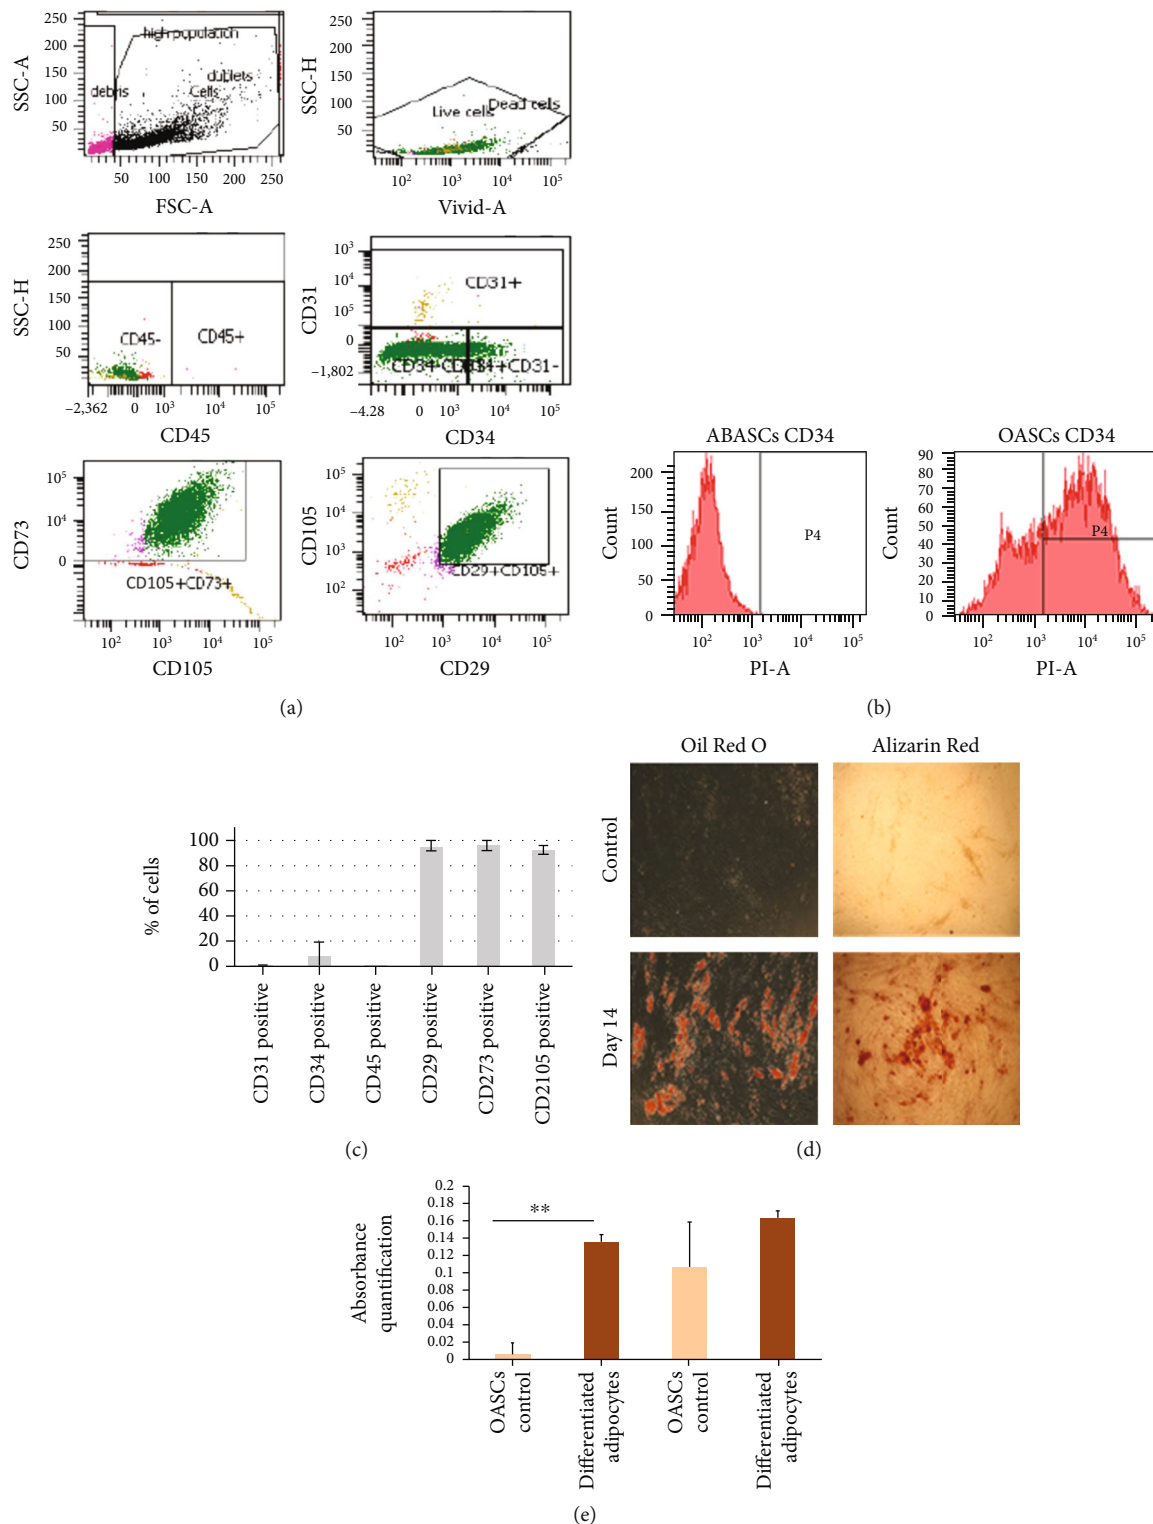 250
200
150
100
50
SSC-A
high population
dublets
debris
Cells
50 100 150 200 250
FSC-A
250
200
150
100
50
SSC-H
Live cells
Dead cells
10² 10³ 10⁴ 10⁵
Vivid-A
250
200
150
100
50
SSC-H
CD45-
CD45+
−2,362 0 10³ 10⁴ 10⁵
CD45
10³
10⁴
10⁵
0
−1,802
CD31
CD31+
CD31-
−4.28 0 10³ 10⁴ 10⁵
CD34
10⁵
10⁴
0
CD73
CD105+CD73+
10² 10³ 10⁴ 10⁵
CD105
10⁵
10⁴
10³
10²
CD105
CD29+CD105+
10² 10³ 10⁴ 10⁵
CD29
(a)
ABASCs CD34
200
150
100
50
0
Count
P4
10² 10³ 10⁴ 10⁵
PI-A
OASCs CD34
90
80
70
60
50
40
30
20
10
0
Count
P4
10² 10³ 10⁴ 10⁵
PI-A
(b)
100
80
60
40
20
0
% of cells
CD31 positive
CD34 positive
CD45 positive
CD29 positive
CD273 positive
CD2105 positive
(c)
Oil Red O
Alizarin Red
Control
Day 14
(d)
0.2
0.18
0.16
0.14
0.12
0.1
0.08
0.06
0.04
0.02
0
Absorbance
quantification
**
OASCs
control
Differentiated
adipocytes
OASCs
control
Differentiated
adipocytes
(e)